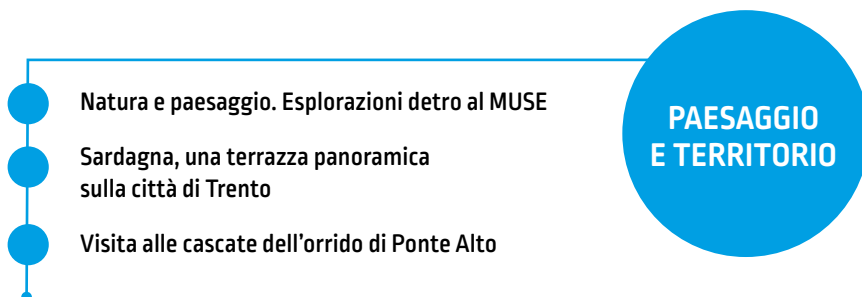 Natura e paesaggio. Esplorazioni detro al MUSE
Sardagna, una terrazza panoramica
sulla città di Trento
Visita alle cascate dell'orrido di Ponte Alto
PAESAGGIO
E TERRITORIO